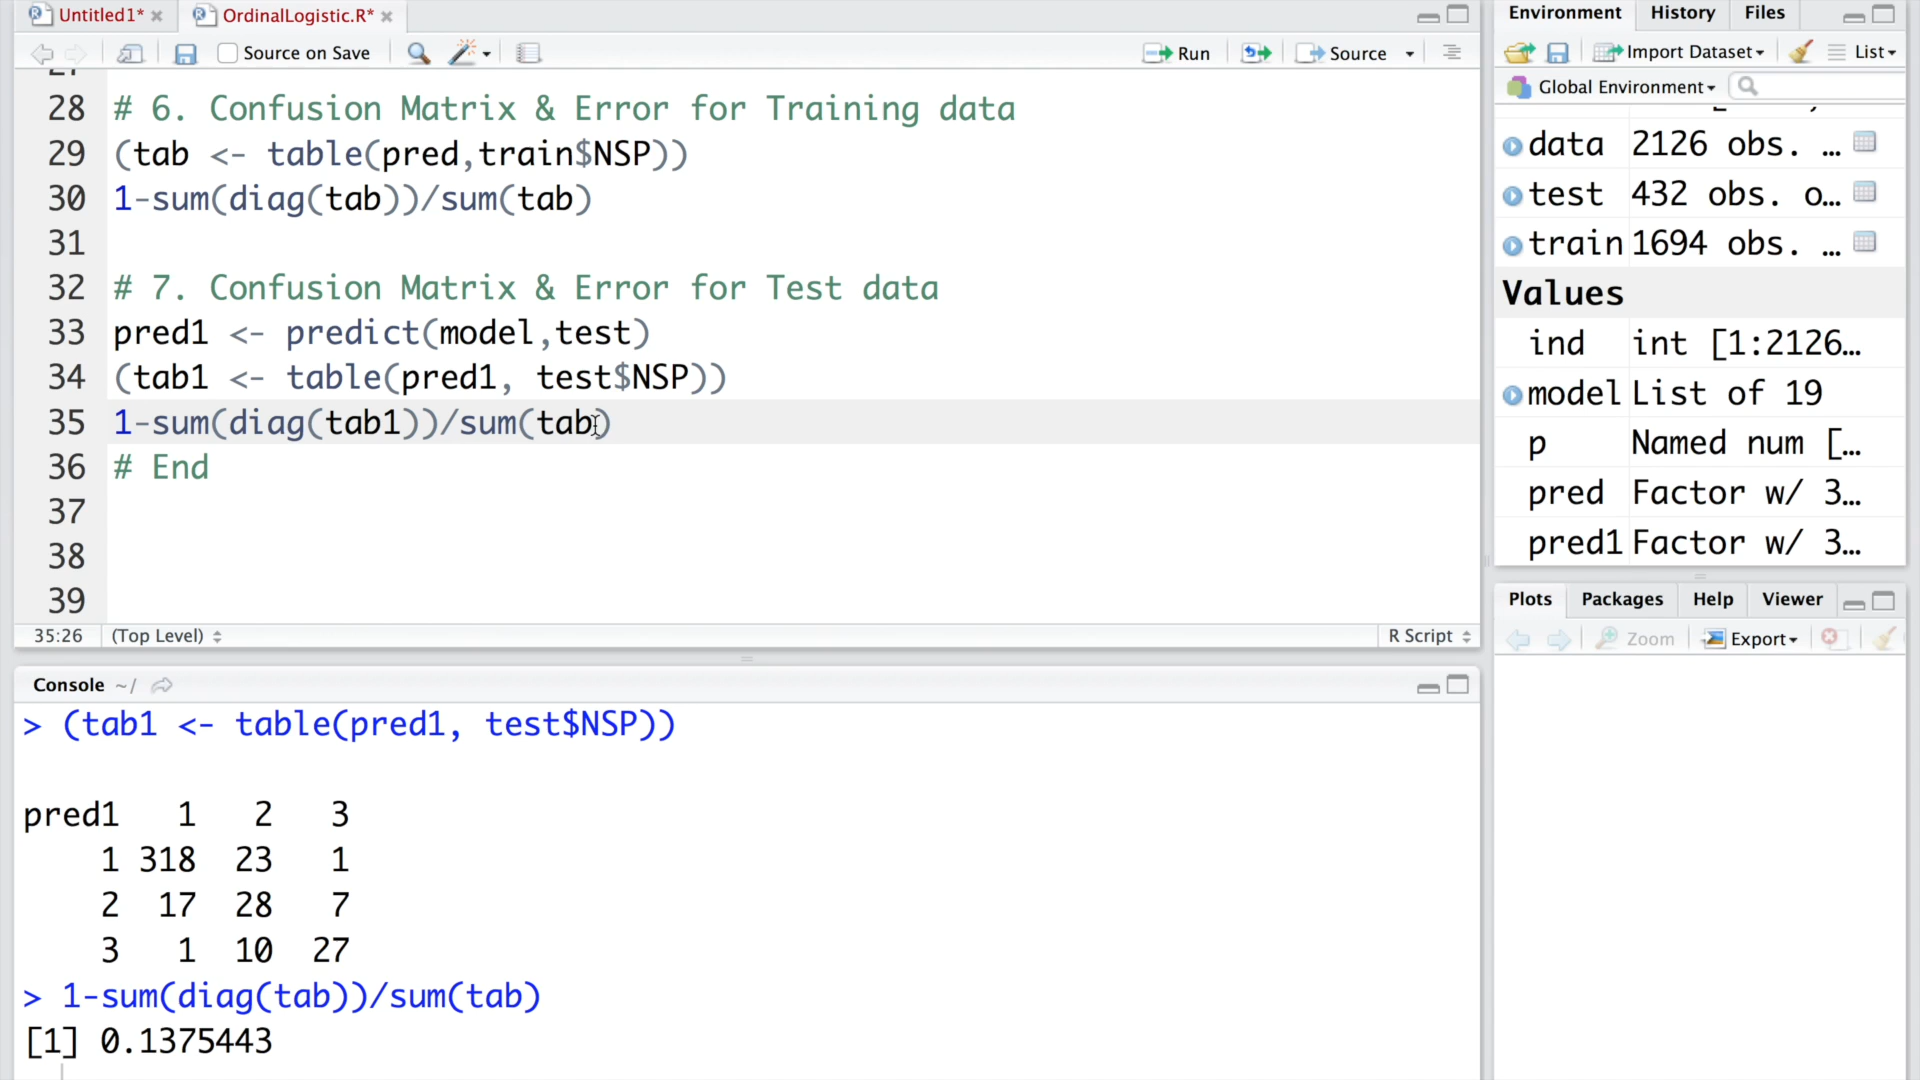 Untitled1*
OrdinalLogistic.R*
Source on Save
Run
Source
27
28 # 6. Confusion Matrix & Error for Training data
29 (tab <- table(pred,train$NSP))
30 1-sum(diag(tab))/sum(tab)
31
32 # 7. Confusion Matrix & Error for Test data
33 pred1 <- predict(model,test)
34 (tab1 <- table(pred1, test$NSP))
35 1-sum(diag(tab1))/sum(tab)
36 # End
37
38
39
35:26 (Top Level) R Script
Console ~/
> (tab1 <- table(pred1, test$NSP))
pred1 1 2 3
1 318 23 1
2 17 28 7
3 1 10 27
> 1-sum(diag(tab))/sum(tab)
[1] 0.1375443
Environment History Files
Import Dataset List
Global Environment
data 2126 obs. …
test 432 obs. o…
train 1694 obs. …
Values
ind int [1:2126…
model List of 19
p Named num […
pred Factor w/ 3…
pred1 Factor w/ 3…
Plots Packages Help Viewer
Zoom Export